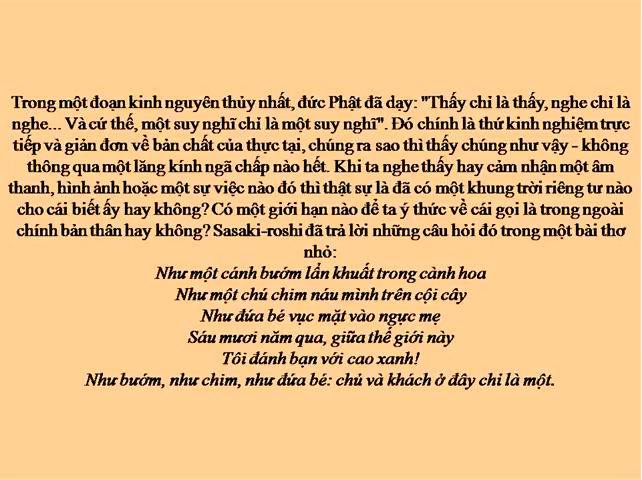 Trong một đoạn kinh nguyên thủy nhất, đức Phật đã dạy: "Thấy chỉ là thấy, nghe chỉ là
nghe... Và cứ thế, một suy nghĩ chỉ là một suy nghĩ". Đó chính là thứ kinh nghiệm trực
tiếp và giản đơn về bản chất của thực tại, chúng ra sao thì thấy chúng như vậy - không
thông qua một lăng kính ngã chấp nào hết. Khi ta nghe thấy hay cảm nhận một âm
thanh, hình ảnh hoặc một sự việc nào đó thì thật sự là đã có một khung trời riêng tư nào
cho cái biết ấy hay không? Có một giới hạn nào để ta ý thức về cái gọi là trong ngoài
chính bản thân hay không? Sasaki-roshi đã trả lời những câu hỏi đó trong một bài thơ
nhỏ:
Như một cánh bướm lẩn khuất trong cành hoa
Như một chú chim náu mình trên cội cây
Như đứa bé vục mặt vào ngực mẹ
Sáu mươi năm qua, giữa thế giới này
Tôi đánh bạn với cao xanh!
Như bướm, như chim, như đứa bé: chủ và khách ở đây chỉ là một.